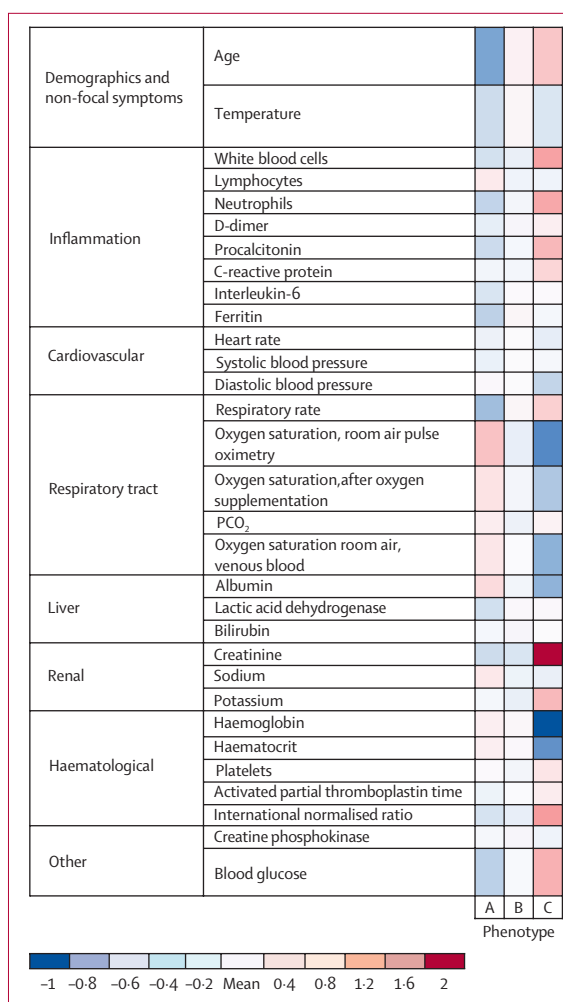 Demographics and
non-focal symptoms
Age
Temperature
Inflammation
White blood cells
Lymphocytes
Neutrophils
D-dimer
Procalcitonin
C-reactive protein
Interleukin-6
Ferritin
Cardiovascular
Heart rate
Systolic blood pressure
Diastolic blood pressure
Respiratory tract
Respiratory rate
Oxygen saturation, room air pulse
oximetry
Oxygen saturation,after oxygen
supplementation
PCO₂
Oxygen saturation room air,
venous blood
Liver
Albumin
Lactic acid dehydrogenase
Bilirubin
Renal
Creatinine
Sodium
Potassium
Haematological
Haemoglobin
Haematocrit
Platelets
Activated partial thromboplastin time
International normalised ratio
Other
Creatine phosphokinase
Blood glucose
A B C
Phenotype
–1 –0·8 –0·6 –0·4 –0·2 Mean 0·4 0·8 1·2 1·6 2